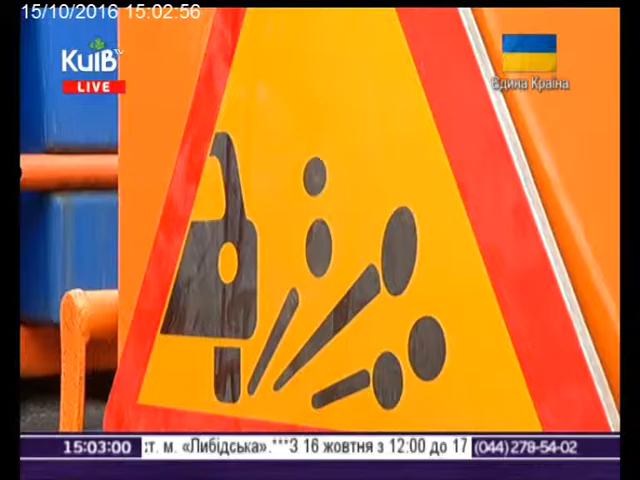 15/10/2016 15:02:56
КиЇВ TV
LIVE
Єдина Країна
15:03:00 :т. м. «Либідська».***З 16 жовтня з 12:00 до 17 (044) 278-54-02